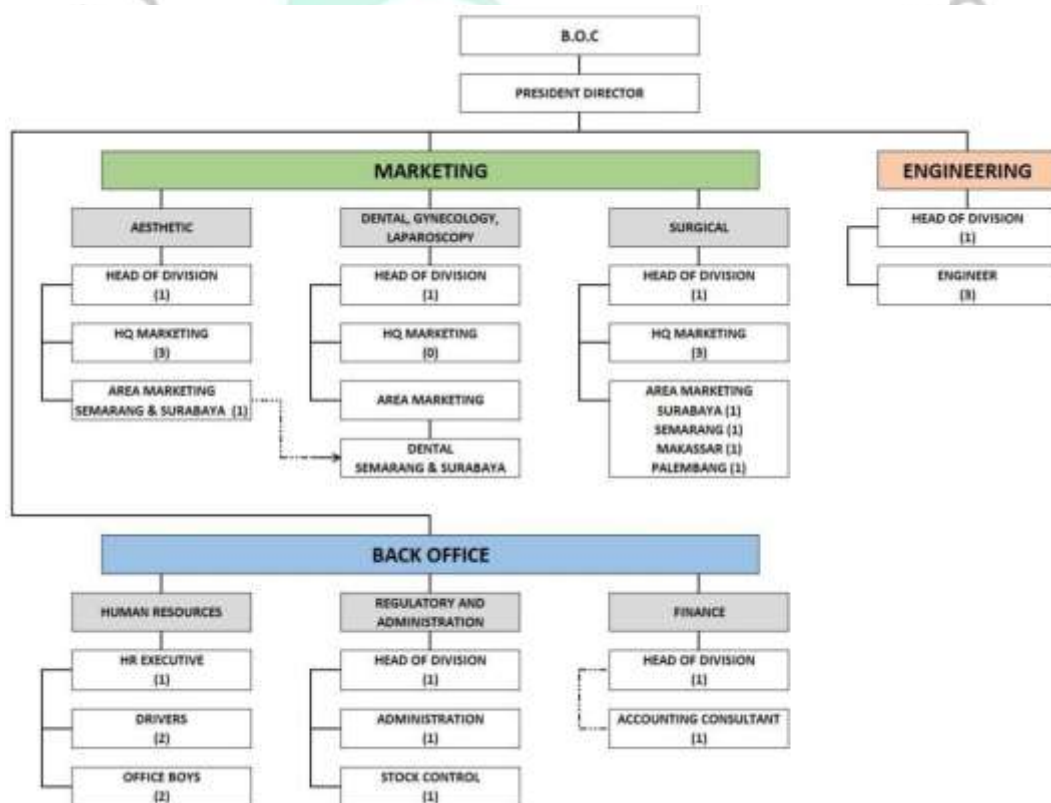 B.O.C
PRESIDENT DIRECTOR
MARKETING
ENGINEERING
AESTHETIC
DENTAL, GYNECOLOGY,
LAPAROSCOPY
SURGICAL
HEAD OF DIVISION
(1)
HEAD OF DIVISION
(1)
HEAD OF DIVISION
(1)
HEAD OF DIVISION
(1)
HQ MARKETING
(3)
HQ MARKETING
(0)
HQ MARKETING
(3)
ENGINEER
(3)
AREA MARKETING
SEMARANG & SURABAYA (1)
AREA MARKETING
DENTAL
SEMARANG & SURABAYA
AREA MARKETING
SURABAYA (1)
SEMARANG (1)
MAKASSAR (1)
PALEMBANG (1)
BACK OFFICE
HUMAN RESOURCES
REGULATORY AND
ADMINISTRATION
FINANCE
HR EXECUTIVE
(1)
HEAD OF DIVISION
(1)
HEAD OF DIVISION
(1)
DRIVERS
(2)
ADMINISTRATION
(1)
ACCOUNTING CONSULTANT
(1)
OFFICE BOYS
(2)
STOCK CONTROL
(1)